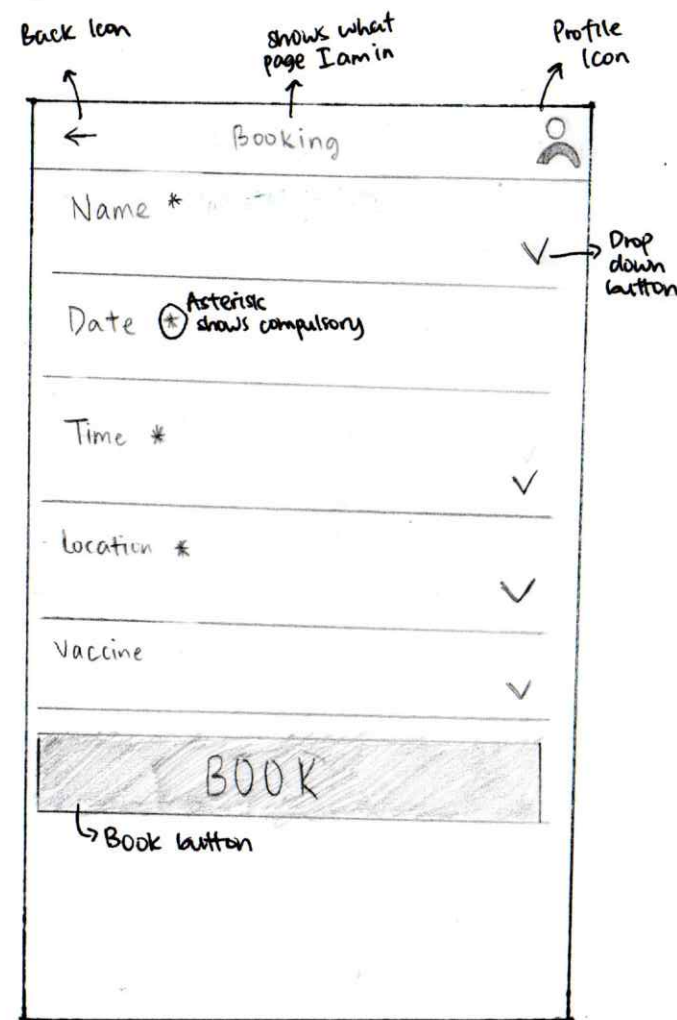 Back Icon
shows what
page I am in
Profile
Icon
←
Booking
Name *
Drop
down
button
Date *
Asterisk
shows compulsory
Time *
Location *
Vaccine
BOOK
Book button